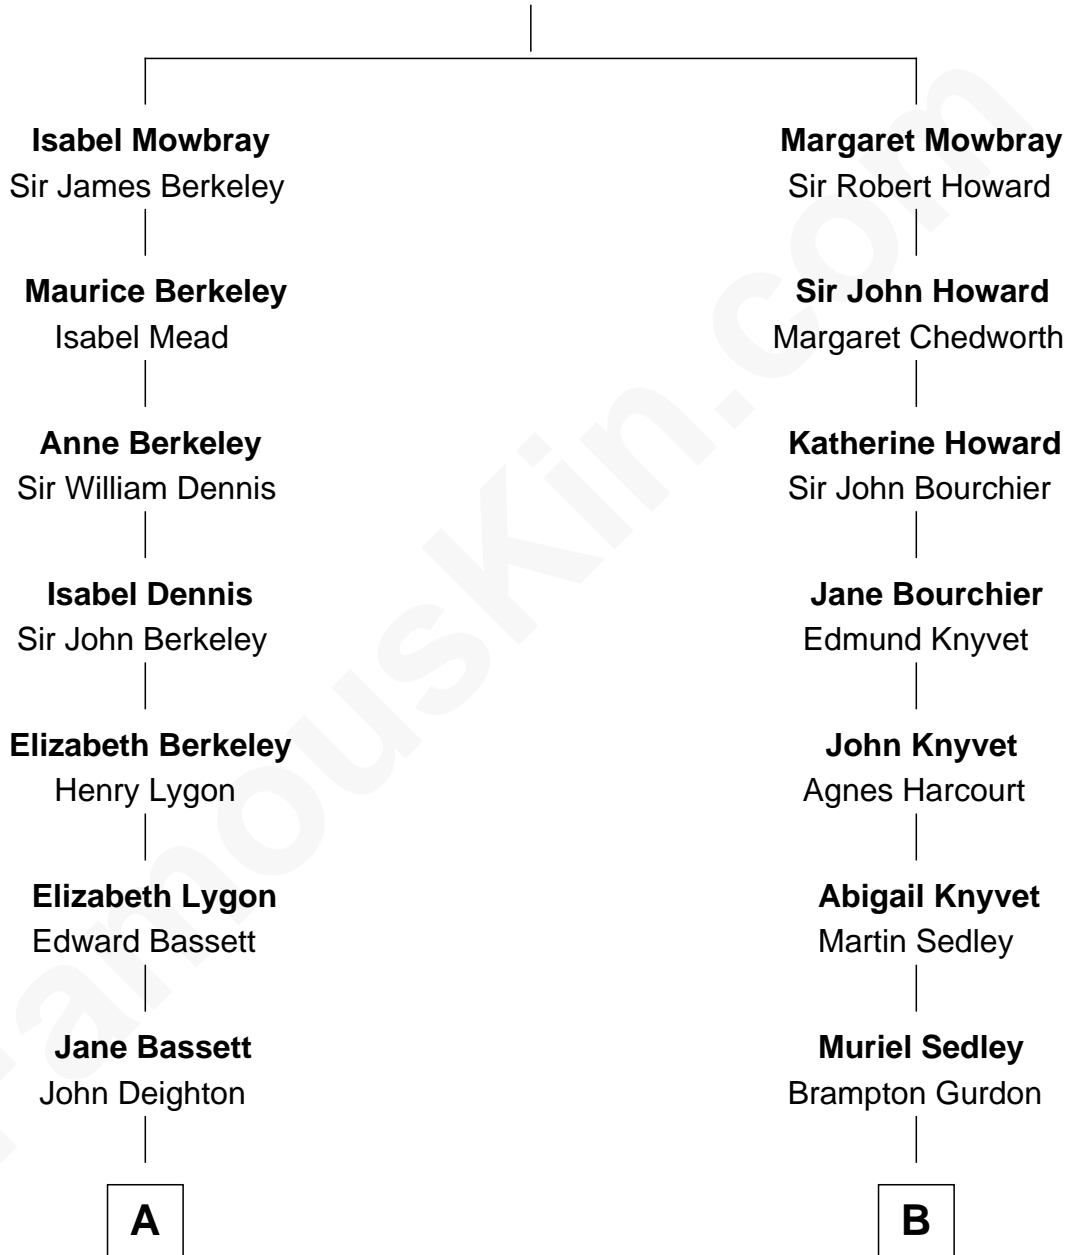 Isabel Mowbray
Sir James Berkeley
Maurice Berkeley
Isabel Mead
Anne Berkeley
Sir William Dennis
Isabel Dennis
Sir John Berkeley
Elizabeth Berkeley
Henry Lygon
Elizabeth Lygon
Edward Bassett
Jane Bassett
John Deighton
A
Margaret Mowbray
Sir Robert Howard
Sir John Howard
Margaret Chedworth
Katherine Howard
Sir John Bourchier
Jane Bourchier
Edmund Knyvet
John Knyvet
Agnes Harcourt
Abigail Knyvet
Martin Sedley
Muriel Sedley
Brampton Gurdon
B
FamousKin.com